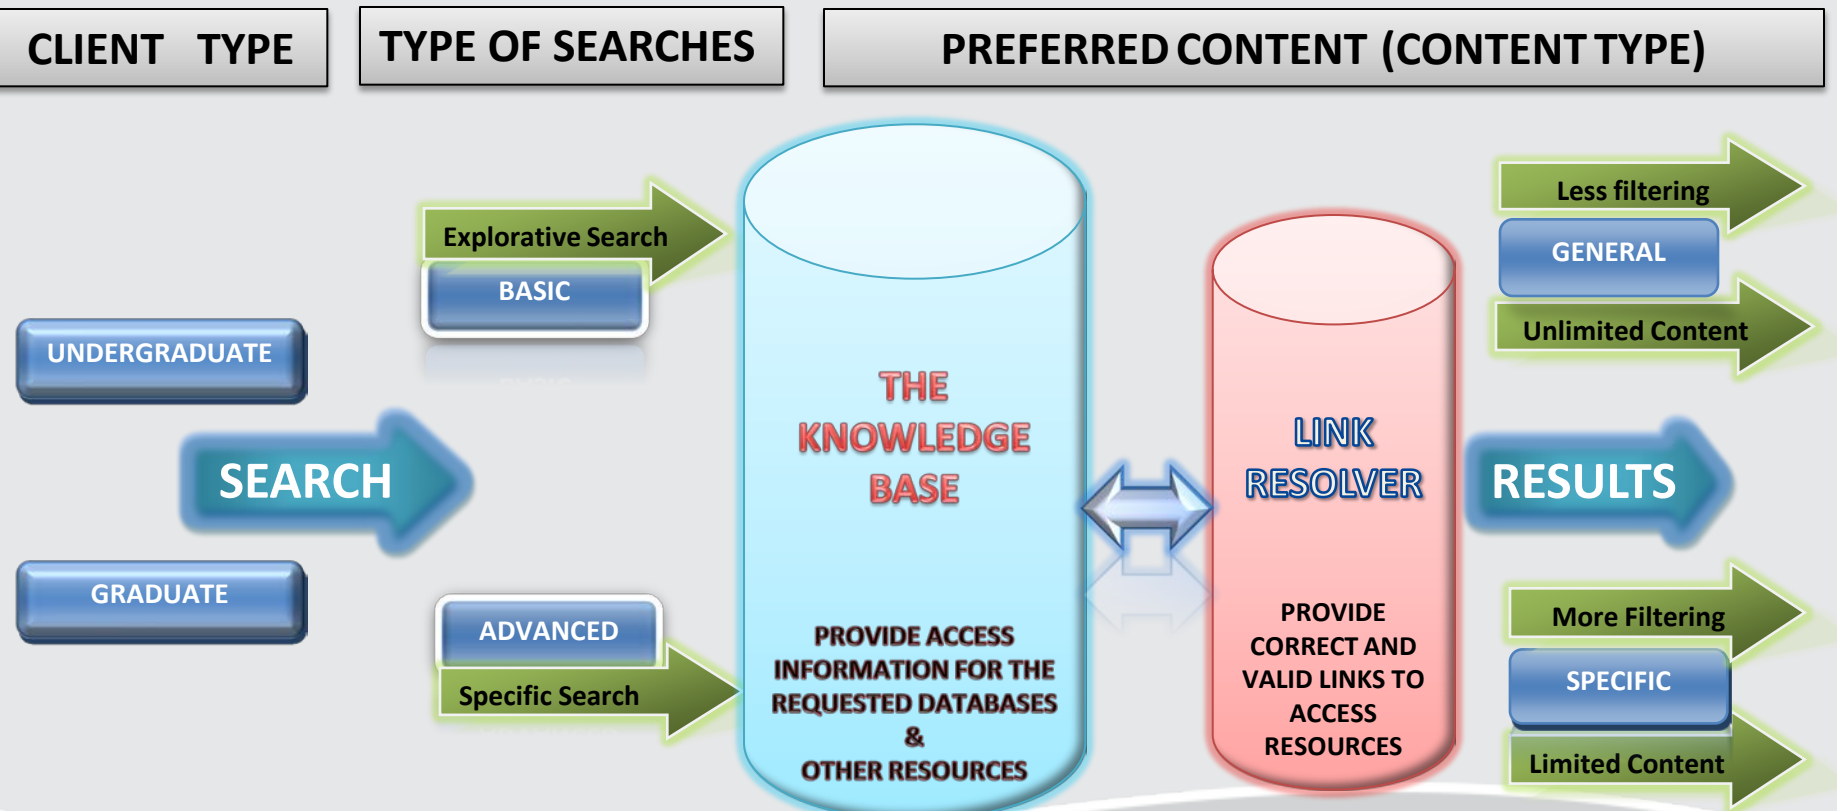 CLIENT TYPE
TYPE OF SEARCHES
PREFERRED CONTENT (CONTENT TYPE)
UNDERGRADUATE
SEARCH
GRADUATE
Explorative Search
BASIC
ADVANCED
Specific Search
THE
KNOWLEDGE
BASE
PROVIDE ACCESS
INFORMATION FOR THE
REQUESTED DATABASES
&
OTHER RESOURCES
LINK
RESOLVER
PROVIDE
CORRECT AND
VALID LINKS TO
ACCESS
RESOURCES
Less filtering
GENERAL
Unlimited Content
RESULTS
More Filtering
SPECIFIC
Limited Content